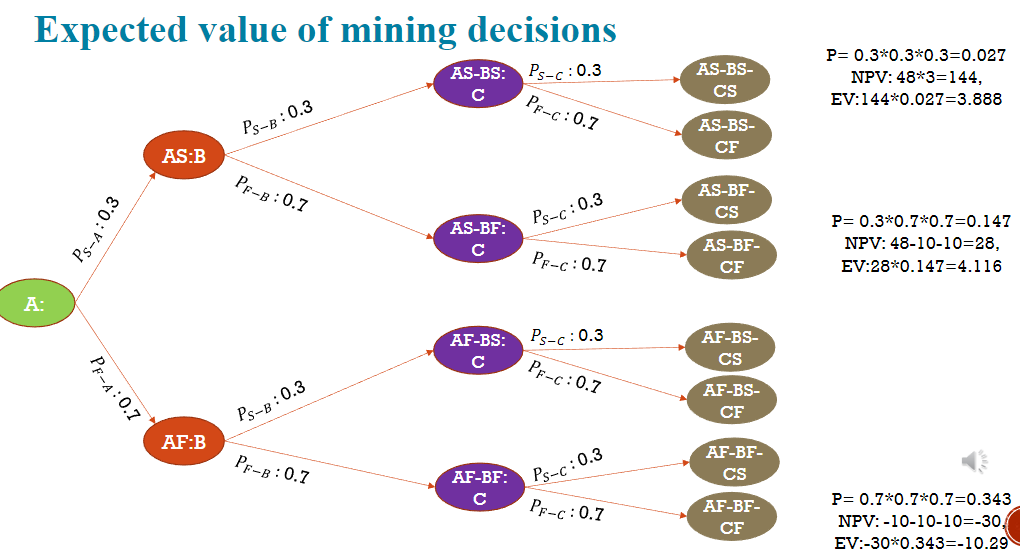 Expected value of mining decisions
A:
P_{S-A} : 0.3
P_{F-A} : 0.7
AS:B
AF:B
P_{S-B} : 0.3
P_{F-B} : 0.7
P_{S-B} : 0.3
P_{F-B} : 0.7
AS-BS:
C
AS-BF:
C
AF-BS:
C
AF-BF:
C
P_{S-C} : 0.3
P_{F-C} : 0.7
P_{S-C} : 0.3
P_{F-C} : 0.7
P_{S-C} : 0.3
P_{F-C} : 0.7
P_{S-C} : 0.3
P_{F-C} : 0.7
AS-BS-
CS
AS-BS-
CF
AS-BF-
CS
AS-BF-
CF
AF-BS-
CS
AF-BS-
CF
AF-BF-
CS
AF-BF-
CF
P= 0.3*0.3*0.3=0.027
NPV: 48*3=144,
EV:144*0.027=3.888
P= 0.3*0.7*0.7=0.147
NPV: 48-10-10=28,
EV:28*0.147=4.116
P= 0.7*0.7*0.7=0.343
NPV: -10-10-10=-30,
EV:-30*0.343=-10.29